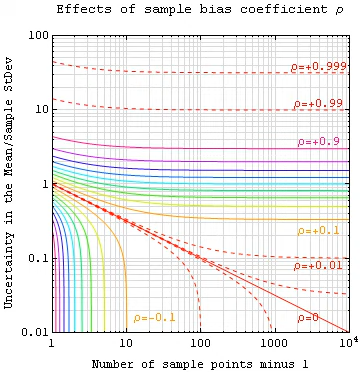 Effects of sample bias coefficient ρ
Uncertainty in the Mean/Sample StDev
100
10
1
0.1
0.01
ρ=+0.999
ρ=+0.99
ρ=+0.9
ρ=+0.1
ρ=+0.01
ρ=-0.1
ρ=0
1
10
100
1000
10⁴
Number of sample points minus 1